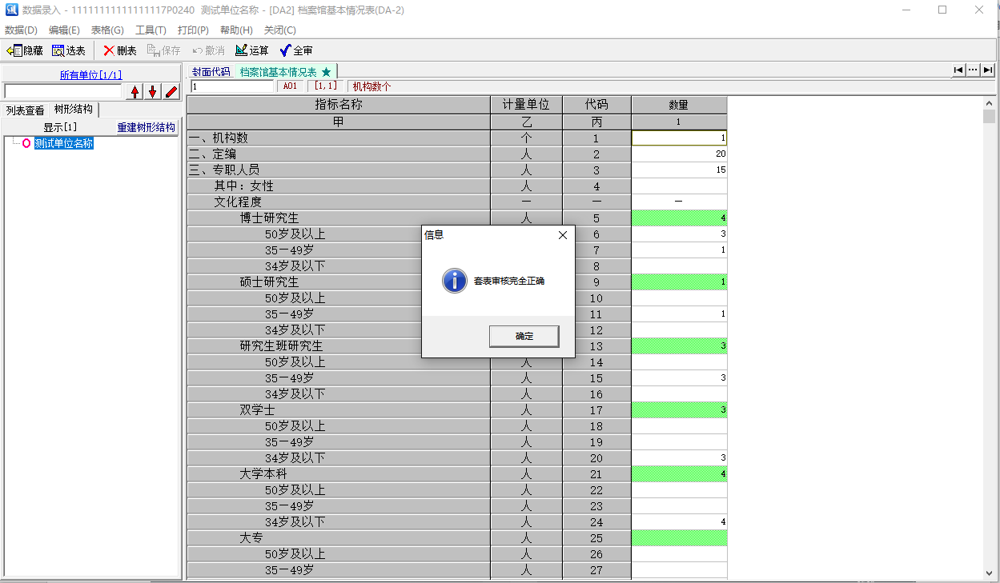 数据录入 - 11111111111111117P0240 测试单位名称 - [DA2] 档案馆基本情况表(DA-2)
数据(D) 编辑(E) 表格(G) 工具(T) 打印(P) 帮助(H) 关闭(C)
隐藏 选表 删表 保存 撤消 运算 全审
所有单位[1/1]
列表查看 树形结构
显示[1] 重建树形结构
测试单位名称
封面代码 档案馆基本情况表 ★
1 A01 [1,1] 机构数个
指标名称 计量单位 代码 数量
甲 乙 丙 1
一、机构数 个 1 1
二、定编 人 2 20
三、专职人员 人 3 15
其中：女性 人 4
文化程度 — — —
博士研究生 人 5 4
50岁及以上 6 3
35－49岁 7 1
34岁及以下 8
硕士研究生 9 1
50岁及以上 10
35－49岁 11 1
34岁及以下 12
研究生班研究生 13 3
50岁及以上 人 14
35－49岁 人 15 3
34岁及以下 人 16
双学士 人 17 3
50岁及以上 人 18
35－49岁 人 19
34岁及以下 人 20 3
大学本科 人 21 4
50岁及以上 人 22
35－49岁 人 23
34岁及以下 人 24 4
大专 人 25
50岁及以上 人 26
35－49岁 人 27
信息
套表审核完全正确
确定